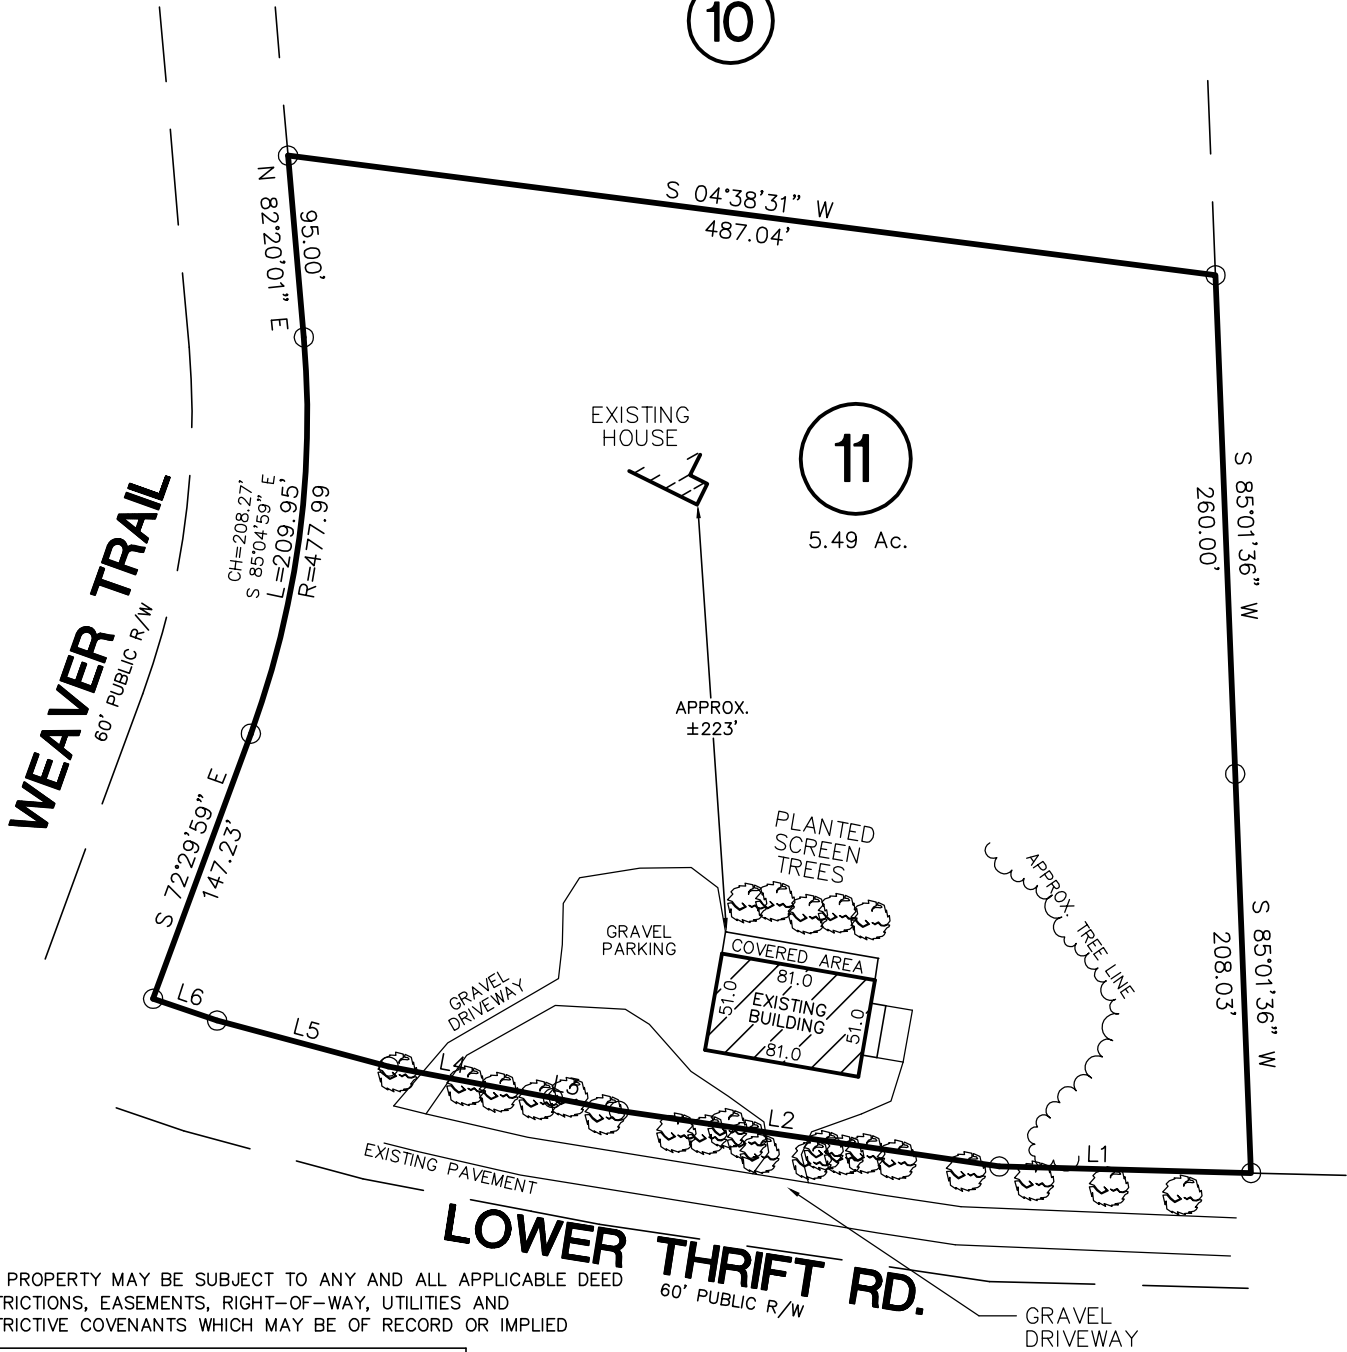 10
S 04°38'31" W
487.04'
N 82°20'01" E
95.00'
EXISTING
HOUSE
11
5.49 Ac.
S 85°01'36" W
260.00'
CH=208.27'
S 85°04'59" E
L=209.95'
R=477.99
WEAVER TRAIL
60' PUBLIC R/W
APPROX.
±223'
S 72°29'59" E
147.23'
PLANTED
SCREEN
TREES
APPROX. TREE LINE
GRAVEL
PARKING
COVERED AREA
81.0
51.0
EXISTING
BUILDING
51.0
81.0
S 85°01'36" W
208.03'
GRAVEL
DRIVEWAY
L6
L5
L4
L3
L2
L1
EXISTING PAVEMENT
LOWER THRIFT RD.
60' PUBLIC R/W
GRAVEL
DRIVEWAY
PROPERTY MAY BE SUBJECT TO ANY AND ALL APPLICABLE DEED
TRICTIONS, EASEMENTS, RIGHT-OF-WAY, UTILITIES AND
TRICTIVE COVENANTS WHICH MAY BE OF RECORD OR IMPLIED